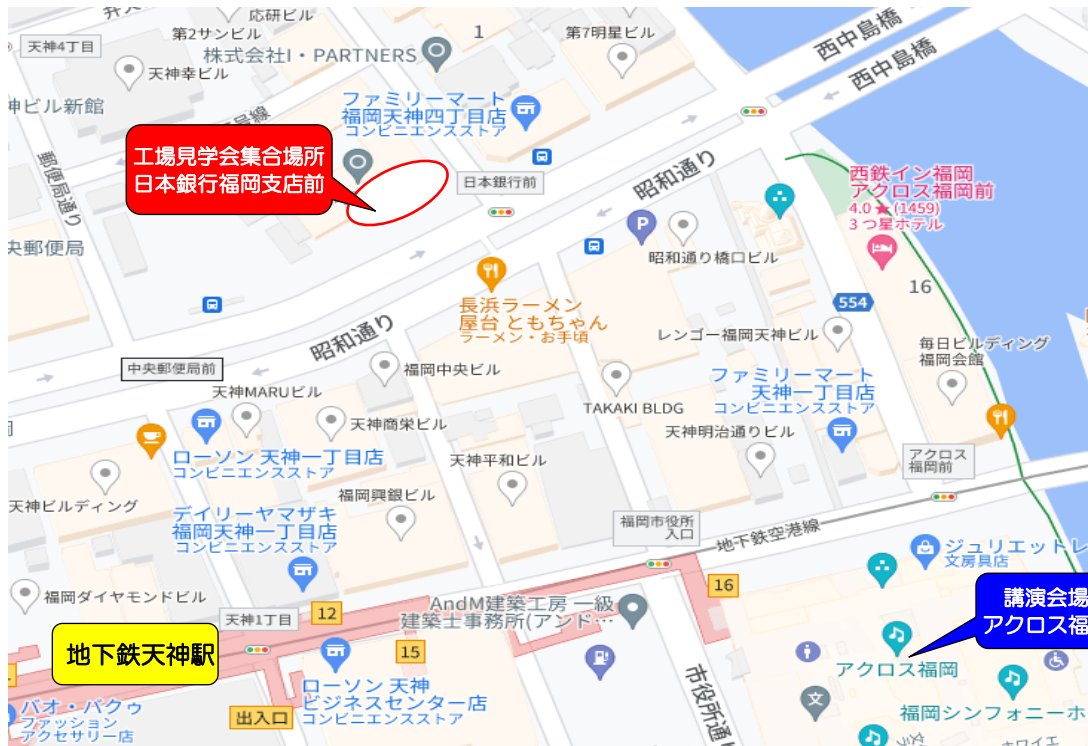 応研ビル
第2サンビル
天神4丁目
株式会社I・PARTNERS
1
第7明星ビル
西中島橋
西中島橋
天神幸ビル
神ビル新館
号線
ファミリーマート
福岡天神四丁目店
コンビニエンスストア
工場見学会集合場所
日本銀行福岡支店前
日本銀行前
昭和通り
郵便局通り
西鉄イン福岡
アクロス福岡前
4.0 ★ (1459)
3 つ星ホテル
P
央郵便局
昭和通り橋口ビル
16
554
長浜ラーメン
屋台 ともちゃん
ラーメン・お手頃
昭和通り
レンゴー福岡天神ビル
毎日ビルディング
福岡会館
中央郵便局前
福岡中央ビル
天神MARUビル
ファミリーマート
天神一丁目店
コンビニエンスストア
TAKAKI BLDG
天神商栄ビル
天神明治通りビル
ローソン 天神一丁目店
コンビニエンスストア
天神平和ビル
アクロス
福岡前
天神ビルディング
福岡興銀ビル
デイリーヤマザキ
福岡天神一丁目店
コンビニエンスストア
福岡市役所
入口
地下鉄空港線
ジュリエットレ
文房具店
福岡ダイヤモンドビル
天神1丁目
12
16
AndM建築工房 一級
建築士事務所(アンド…
講演会場
アクロス福
地下鉄天神駅
15
アクロス福岡
ローソン 天神
ビジネスセンター店
コンビニエンスストア
出入口
市役所通り
文
福岡シンフォニーホ
パオ・バクゥ
ファッション
アクセサリー店